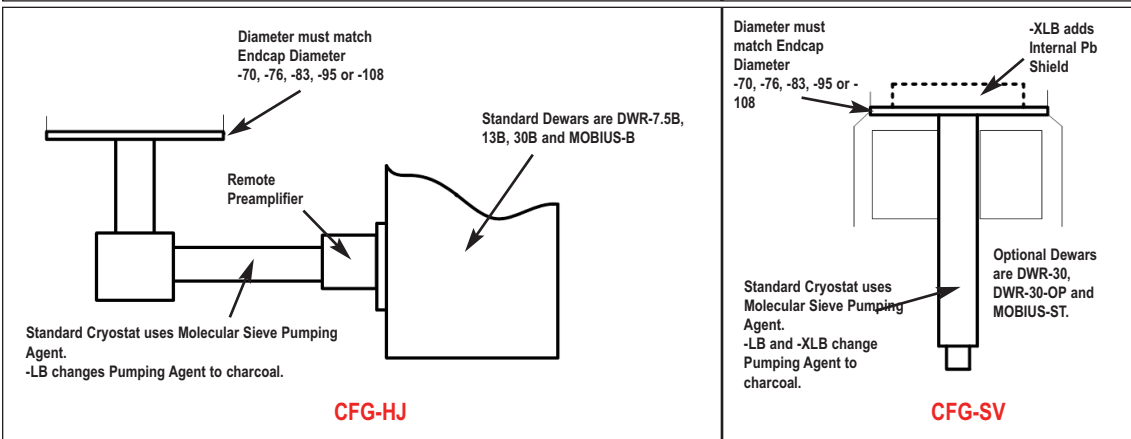 Diameter must match
Endcap Diameter
-70, -76, -83, -95 or -108
Standard Dewars are DWR-7.5B,
13B, 30B and MOBIUS-B
Remote
Preamplifier
Standard Cryostat uses Molecular Sieve Pumping
Agent.
-LB changes Pumping Agent to charcoal.
CFG-HJ
Diameter must
match Endcap
Diameter
-70, -76, -83, -95 or -
108
-XLB adds
Internal Pb
Shield
Optional Dewars
are DWR-30,
DWR-30-OP and
MOBIUS-ST.
Standard Cryostat uses
Molecular Sieve Pumping
Agent.
-LB and -XLB change
Pumping Agent to
charcoal.
CFG-SV